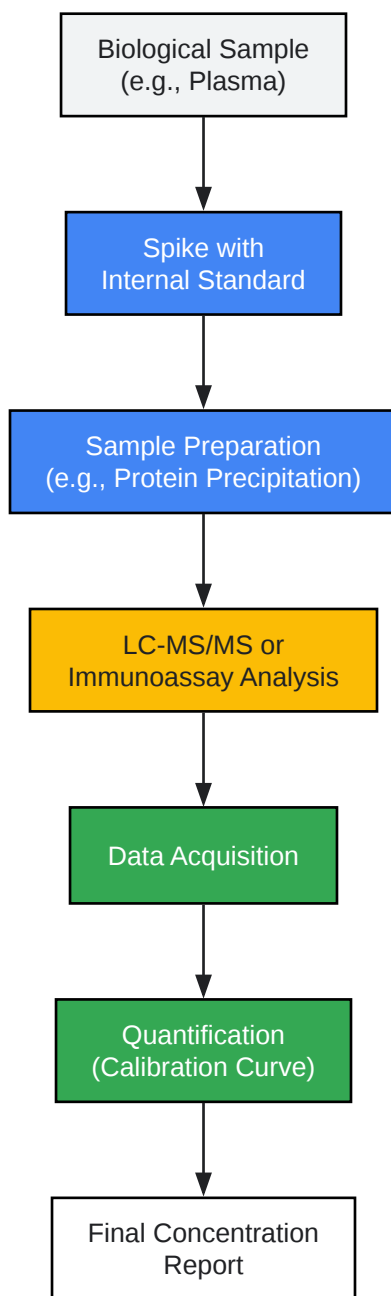 Biological Sample
(e.g., Plasma)
Spike with
Internal Standard
Sample Preparation
(e.g., Protein Precipitation)
LC-MS/MS or
Immunoassay Analysis
Data Acquisition
Quantification
(Calibration Curve)
Final Concentration
Report